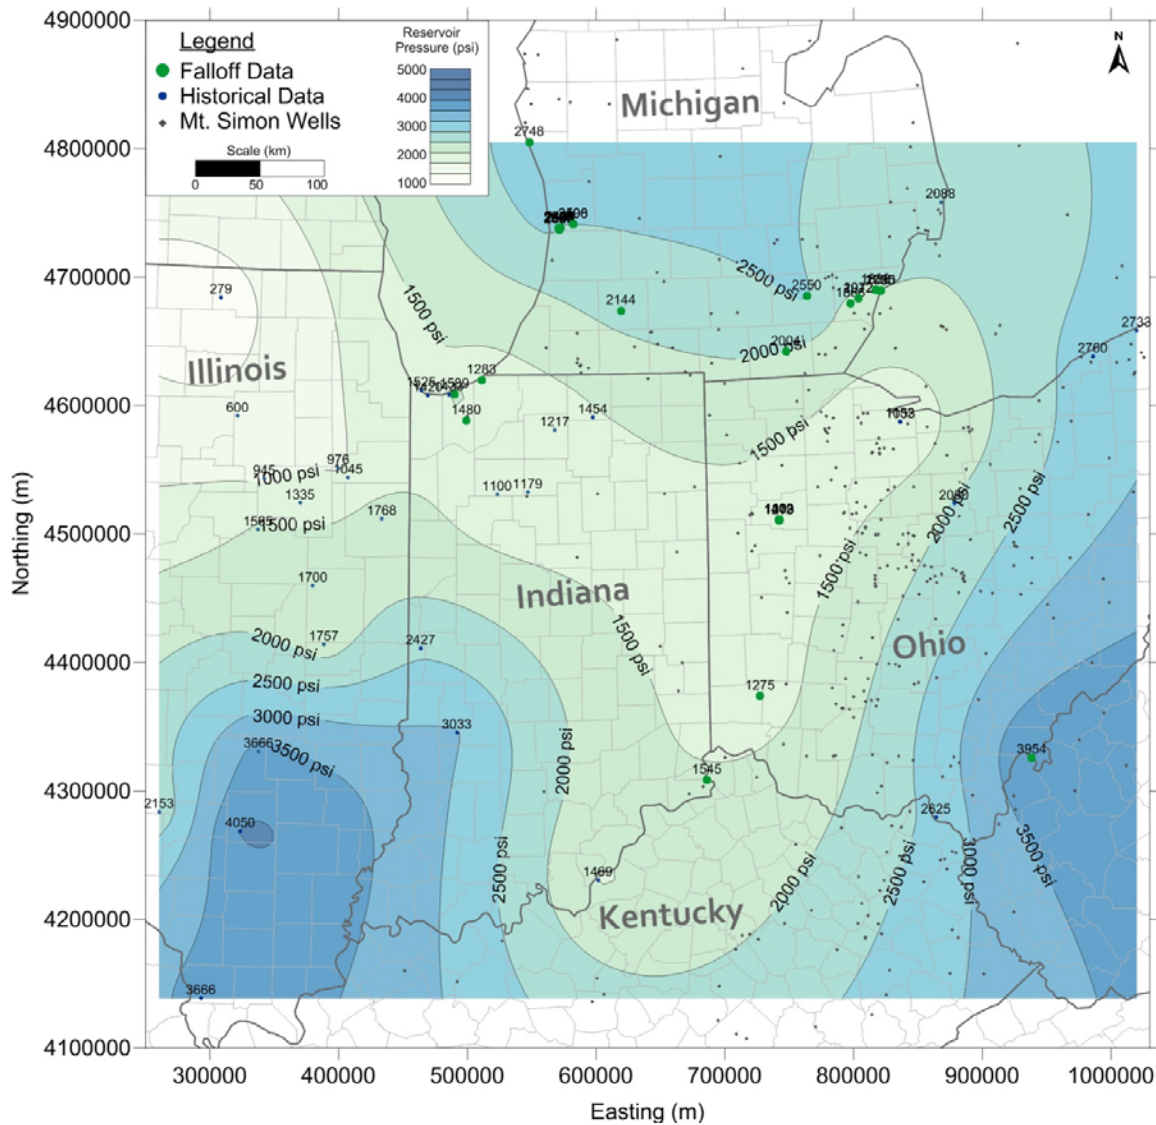 Legend
Falloff Data
Historical Data
Mt. Simon Wells
Scale (km)
0 50 100
Reservoir
Pressure (psi)
5000
4000
3000
2000
1000
N
4900000
4800000
4700000
4600000
4500000
4400000
4300000
4200000
4100000
Northing (m)
300000 400000 500000 600000 700000 800000 900000 1000000
Easting (m)
Michigan
Illinois
Indiana
Ohio
Kentucky
2748
2088
279
2144
2550
2500 psi
1500 psi
2004
2000 psi
2733
2760
1283
600
1480
1217
1454
1500 psi
976
945
1045
1000 psi
1335
1100
1179
1500 psi
1768
2000 psi
2500 psi
1700
1500 psi
1500 psi
1757
2000 psi
2427
2500 psi
1275
3000 psi
3033
3666
3500 psi
2000 psi
1545
3954
2153
4050
2625
2500 psi
1469
2000 psi
2500 psi
3000 psi
3500 psi
3666